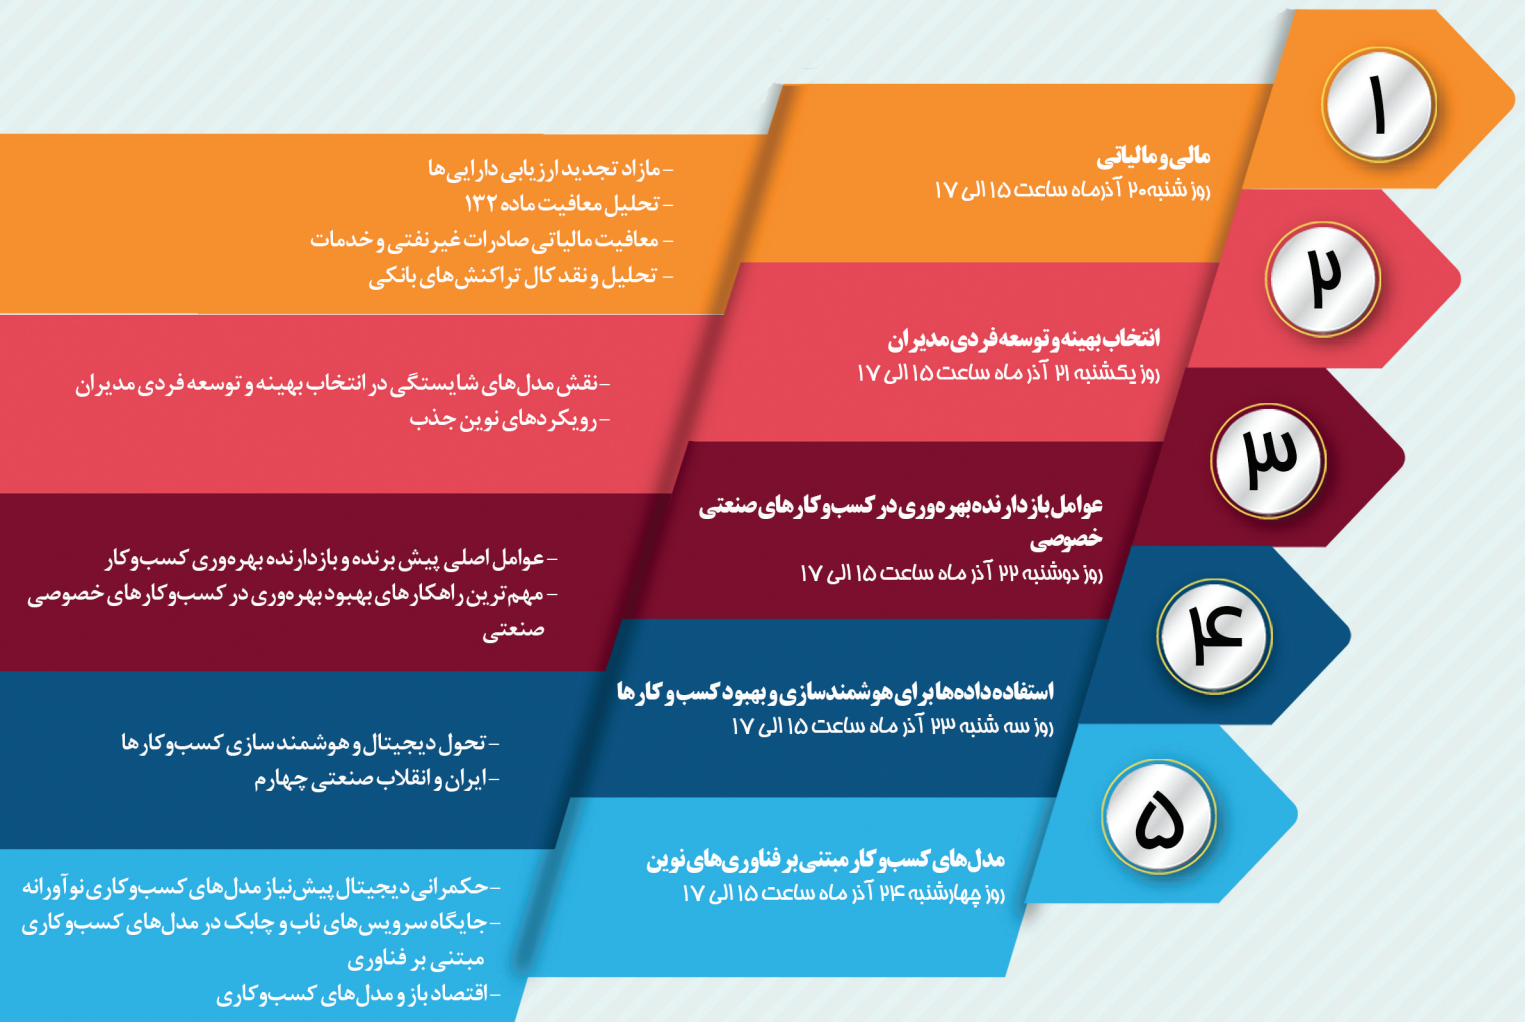 ۱
مالی و مالیاتی
روز شنبه ۲۰ آذرماه ساعت ۱۵ الی ۱۷
- مازاد تجدید ارزیابی دارایی‌ها
- تحلیل معافیت ماده ۱۳۲
- معافیت مالیاتی صادرات غیرنفتی و خدمات
- تحلیل و نقد کال تراکنش‌های بانکی
۲
انتخاب بهینه و توسعه فردی مدیران
روز یکشنبه ۲۱ آذر ماه ساعت ۱۵ الی ۱۷
- نقش مدل‌های شایستگی در انتخاب بهینه و توسعه فردی مدیران
- رویکردهای نوین جذب
۳
عوامل بازدارنده بهره‌وری در کسب‌وکارهای صنعتی
خصوصی
روز دوشنبه ۲۲ آذر ماه ساعت ۱۵ الی ۱۷
- عوامل اصلی پیش برنده و بازدارنده بهره‌وری کسب‌وکار
- مهم‌ترین راهکارهای بهبود بهره‌وری در کسب‌وکارهای خصوصی
صنعتی
۴
استفاده داده‌ها برای هوشمندسازی و بهبود کسب و کارها
روز سه شنبه ۲۳ آذر ماه ساعت ۱۵ الی ۱۷
- تحول دیجیتال و هوشمندسازی کسب‌وکارها
- ایران و انقلاب صنعتی چهارم
۵
مدل‌های کسب‌وکار مبتنی بر فناوری‌های نوین
روز چهارشنبه ۲۴ آذر ماه ساعت ۱۵ الی ۱۷
- حکمرانی دیجیتال پیش‌نیاز مدل‌های کسب‌وکاری نوآورانه
- جایگاه سرویس‌های ناب و چابک در مدل‌های کسب‌وکاری
مبتنی بر فناوری
- اقتصاد باز و مدل‌های کسب‌وکاری